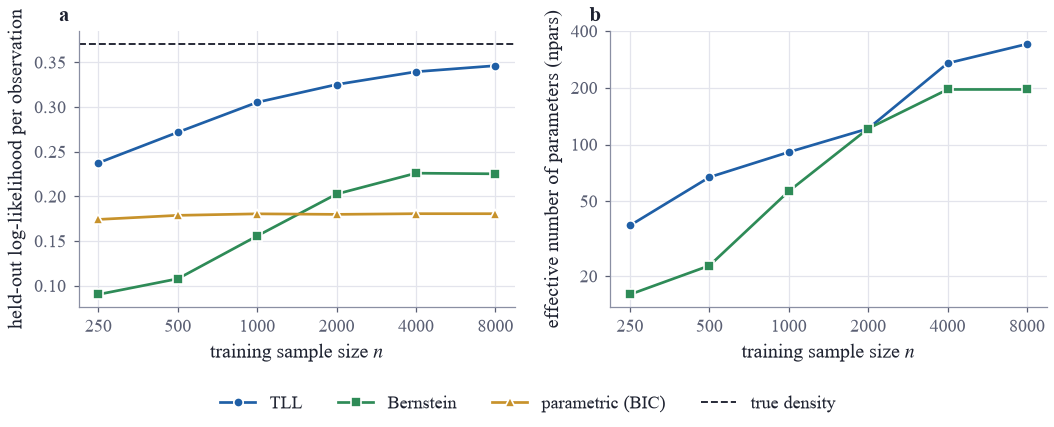 a
held-out log-likelihood per observation
0.35
0.30
0.25
0.20
0.15
0.10
250 500 1000 2000 4000 8000
training sample size n
b
effective number of parameters (npars)
400
200
100
50
20
250 500 1000 2000 4000 8000
training sample size n
TLL Bernstein parametric (BIC) true density